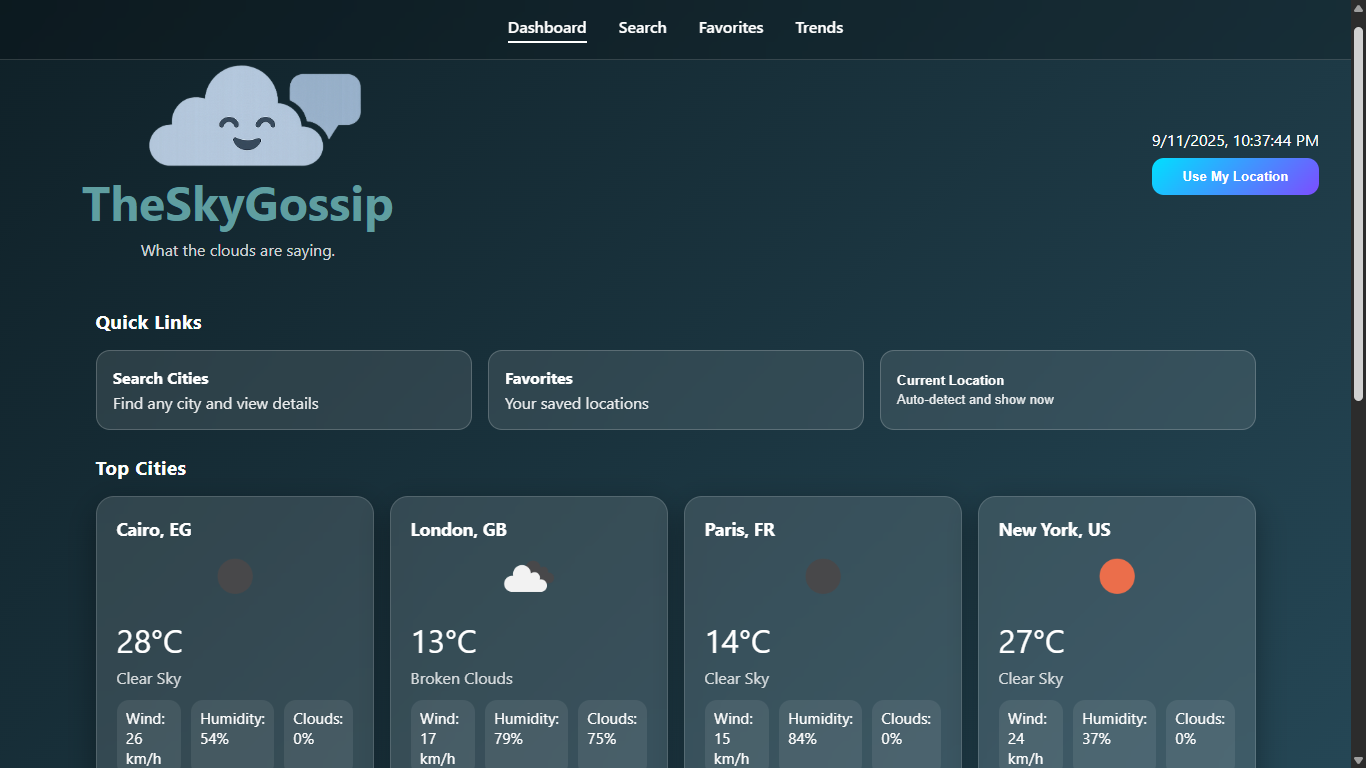 Dashboard Search Favorites Trends
9/11/2025, 10:37:44 PM
Use My Location
TheSkyGossip
What the clouds are saying.
Quick Links
Search Cities
Find any city and view details
Favorites
Your saved locations
Current Location
Auto-detect and show now
Top Cities
Cairo, EG
28°C
Clear Sky
Wind:
26
km/h
Humidity:
54%
Clouds:
0%
London, GB
13°C
Broken Clouds
Wind:
17
km/h
Humidity:
79%
Clouds:
75%
Paris, FR
14°C
Clear Sky
Wind:
15
km/h
Humidity:
84%
Clouds:
0%
New York, US
27°C
Clear Sky
Wind:
24
km/h
Humidity:
37%
Clouds:
0%